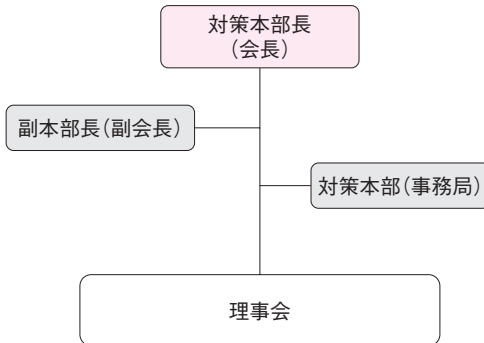 対策本部長
（会長）
副本部長（副会長）
対策本部（事務局）
理事会